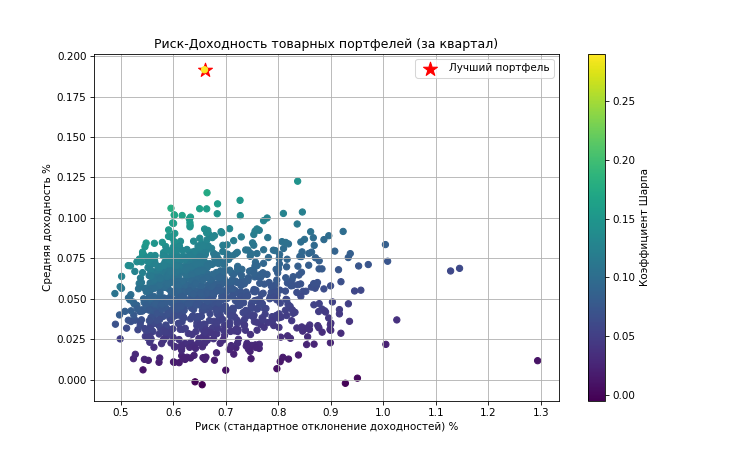 Риск-Доходность товарных портфелей (за квартал)
Лучший портфель
Средняя доходность %
0.200
0.175
0.150
0.125
0.100
0.075
0.050
0.025
0.000
0.5 0.6 0.7 0.8 0.9 1.0 1.1 1.2 1.3
Риск (стандартное отклонение доходностей) %
0.25
0.20
0.15
0.10
0.05
0.00
Коэффициент Шарпа